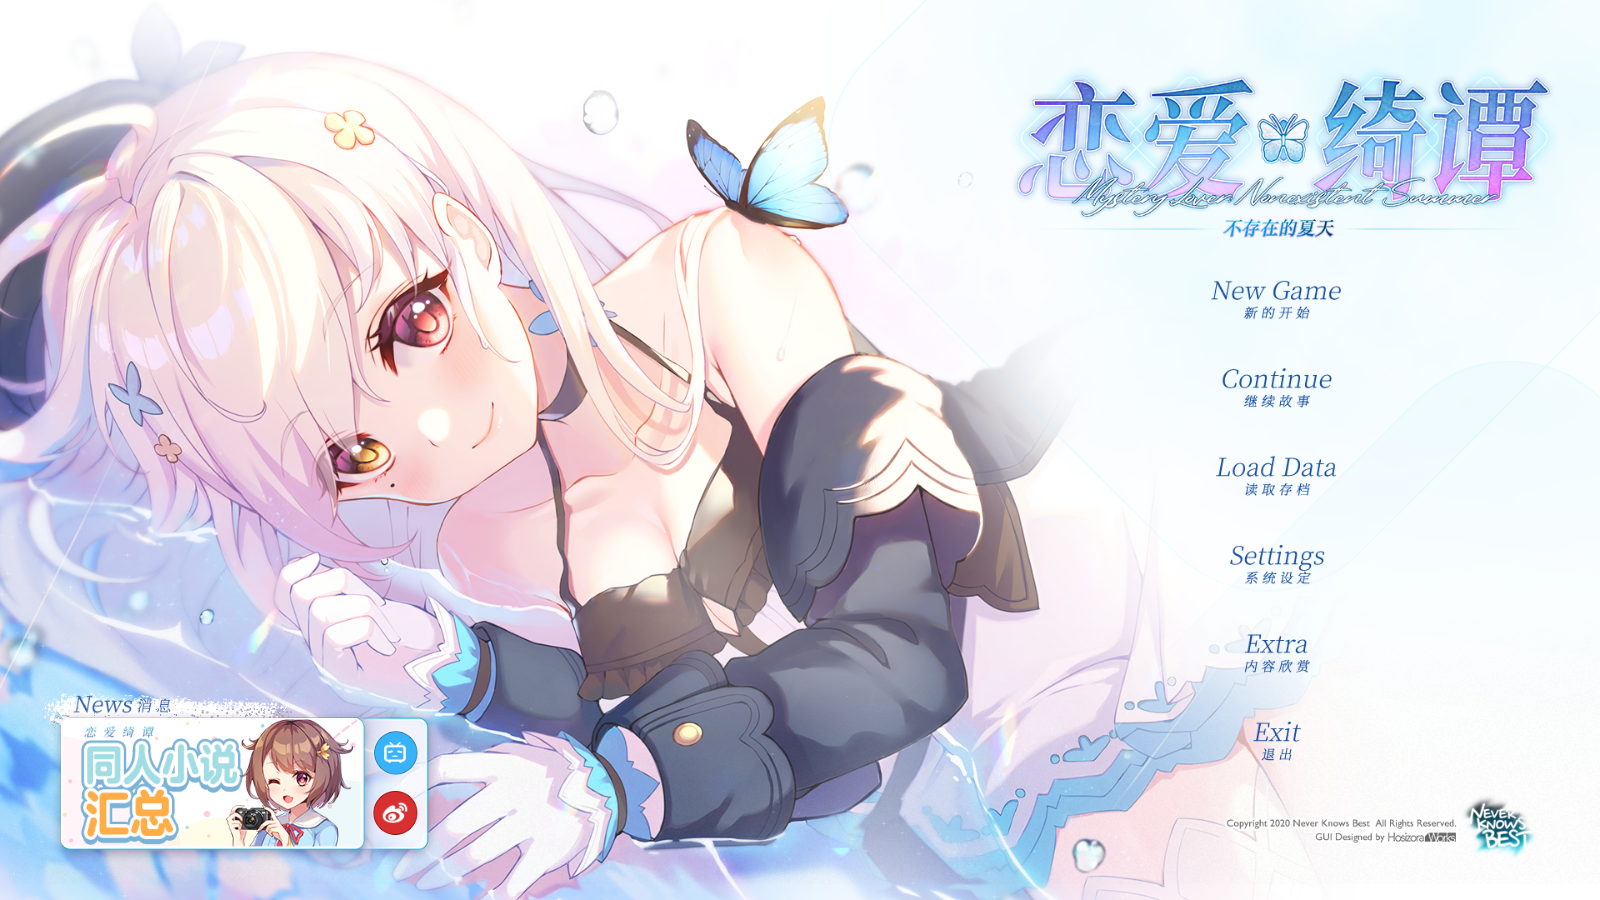 恋爱绮谭
Mystery Lover Nonexistent Summer
不存在的夏天
New Game
新的开始
Continue
继续故事
Load Data
读取存档
Settings
系统设定
Extra
内容欣赏
Exit
退出
News 消息
恋爱绮谭
同人小说
汇总
Copyright 2020 Never Knows Best All Rights Reserved.
GUI Designed by Hoshizora Works
NEVER
KNOWS
BEST